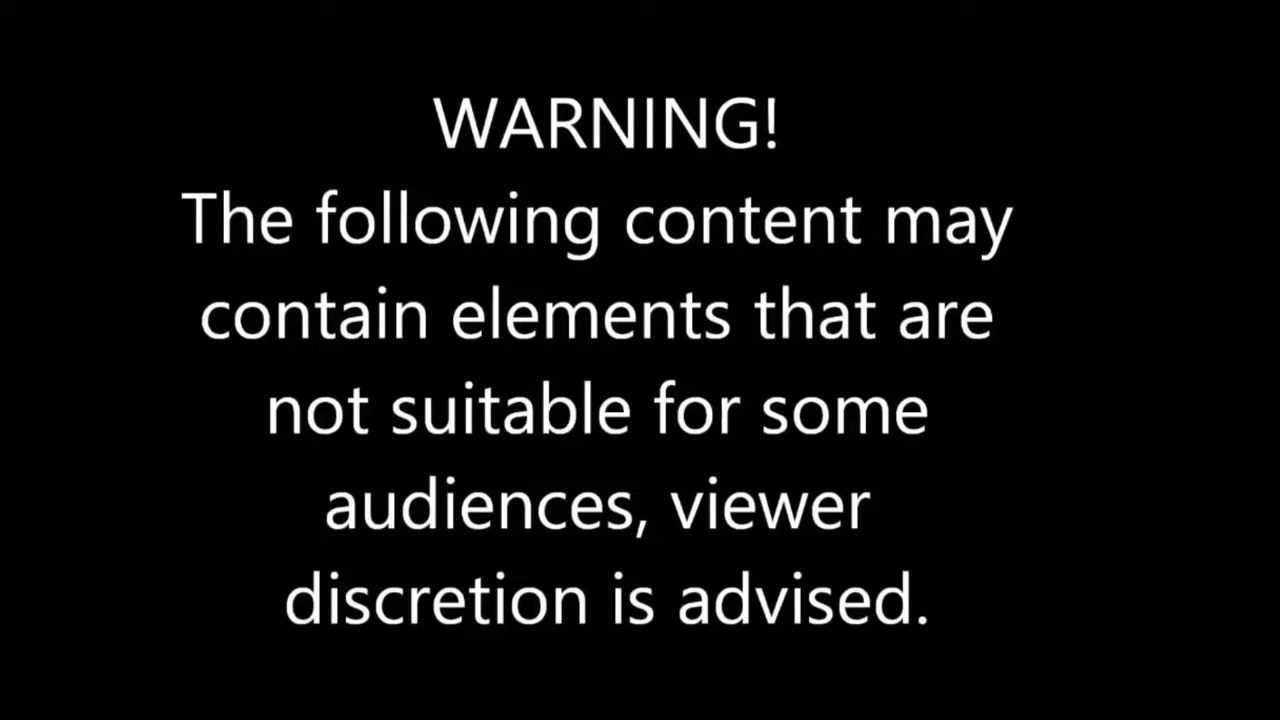 WARNING!
The following content may
contain elements that are
not suitable for some
audiences, viewer
discretion is advised.